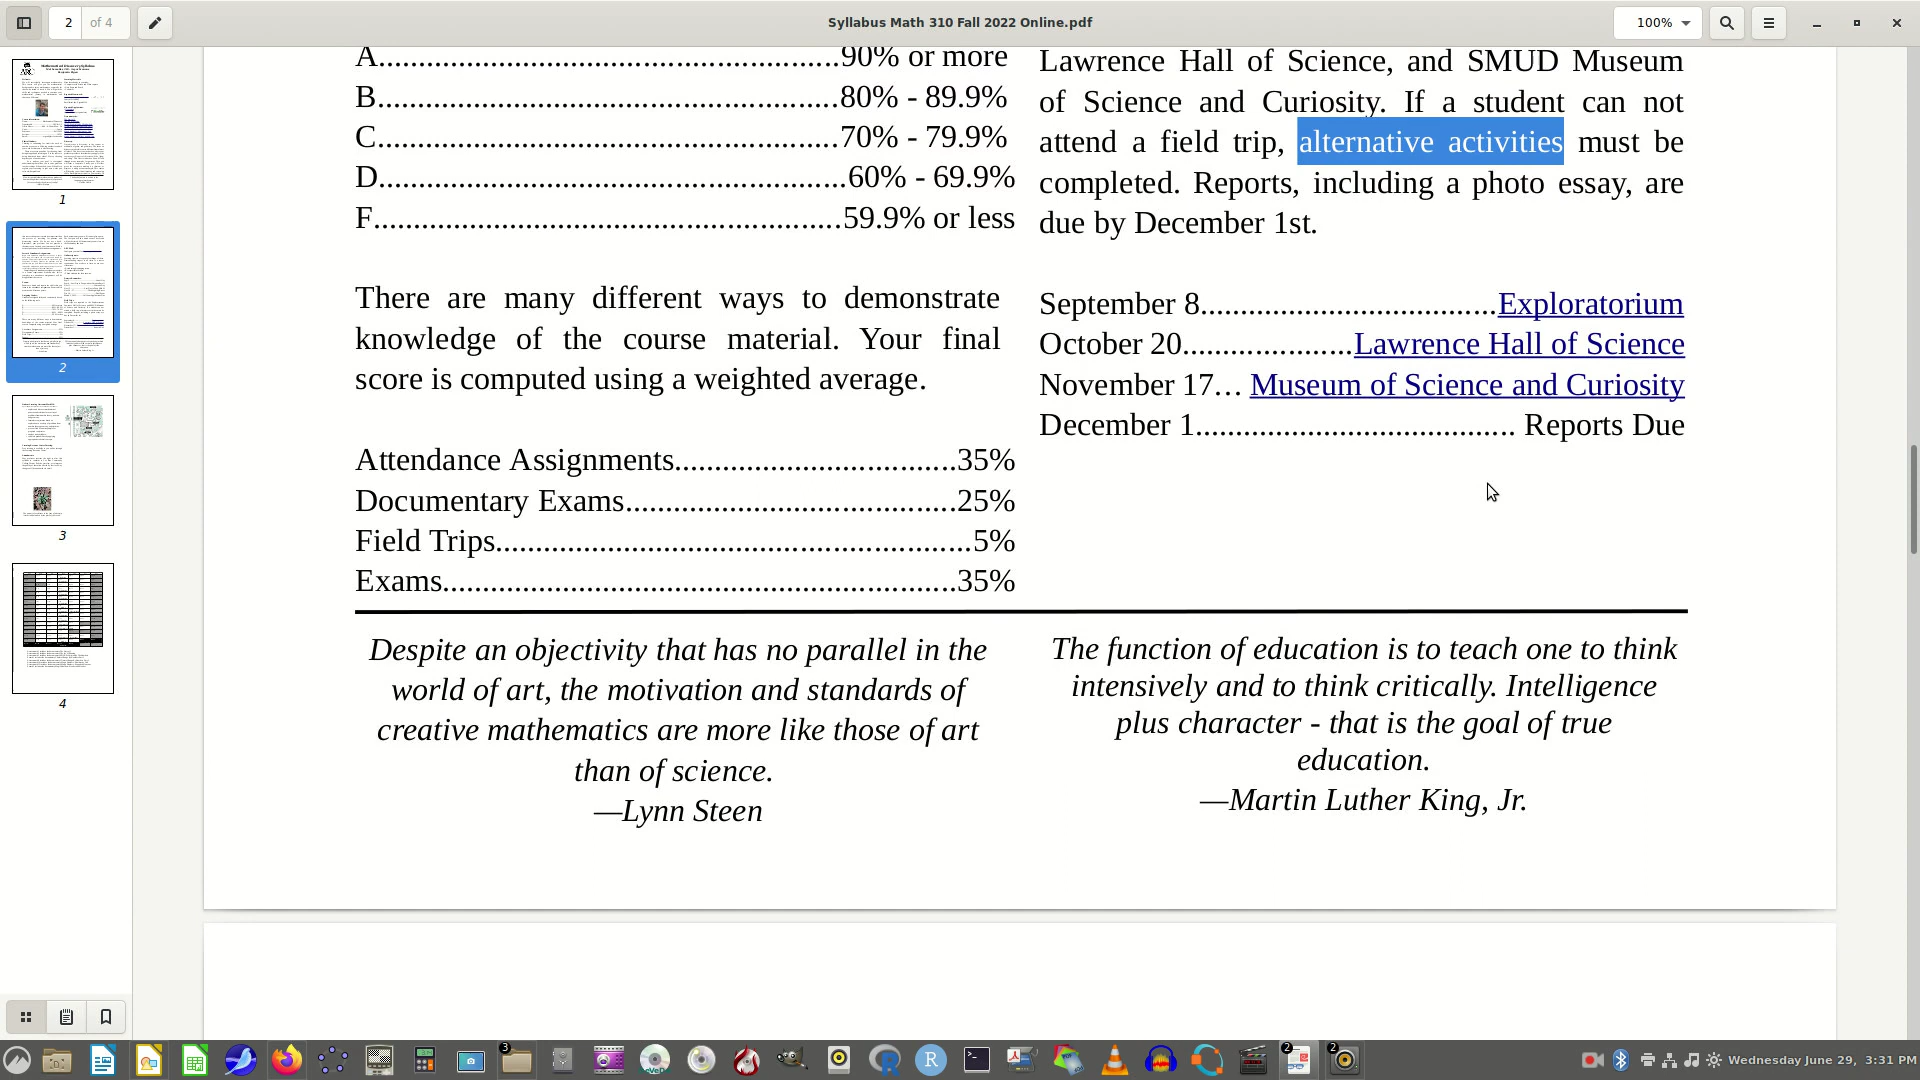 2 of 4
Syllabus Math 310 Fall 2022 Online.pdf
100%
1
2
3
4
A..........................................................90% or more
B..........................................................80% - 89.9%
C..........................................................70% - 79.9%
D...........................................................60% - 69.9%
F...........................................................59.9% or less
There are many different ways to demonstrate
knowledge of the course material. Your final
score is computed using a weighted average.
Attendance Assignments...................................35%
Documentary Exams.........................................25%
Field Trips............................................................5%
Exams................................................................35%
Lawrence Hall of Science, and SMUD Museum
of Science and Curiosity. If a student can not
attend a field trip, alternative activities must be
completed. Reports, including a photo essay, are
due by December 1st.
September 8.....................................Exploratorium
October 20.....................Lawrence Hall of Science
November 17… Museum of Science and Curiosity
December 1........................................ Reports Due
Despite an objectivity that has no parallel in the
world of art, the motivation and standards of
creative mathematics are more like those of art
than of science.
—Lynn Steen
The function of education is to teach one to think
intensively and to think critically. Intelligence
plus character - that is the goal of true
education.
—Martin Luther King, Jr.
3
2
2
Wednesday June 29, 3:31 PM